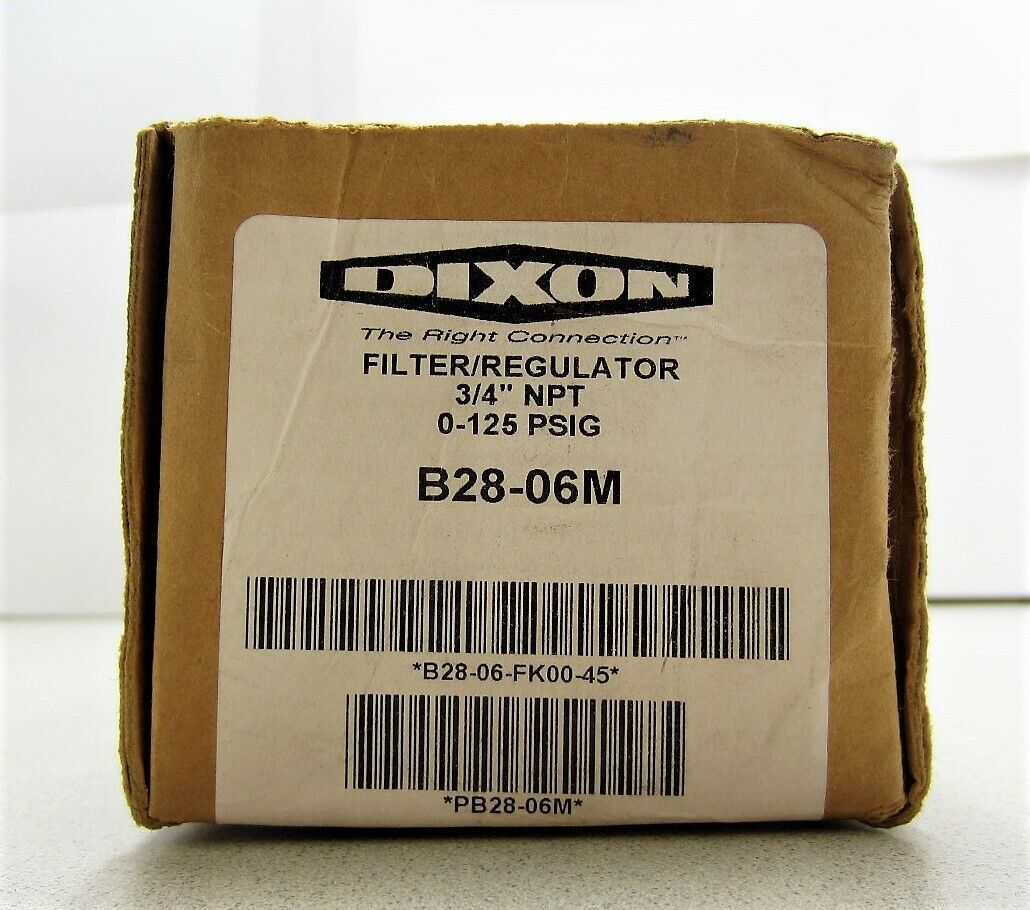 DIXON
The Right Connection™
FILTER/REGULATOR
3/4" NPT
0-125 PSIG
B28-06M
*B28-06-FK00-45*
*PB28-06M*